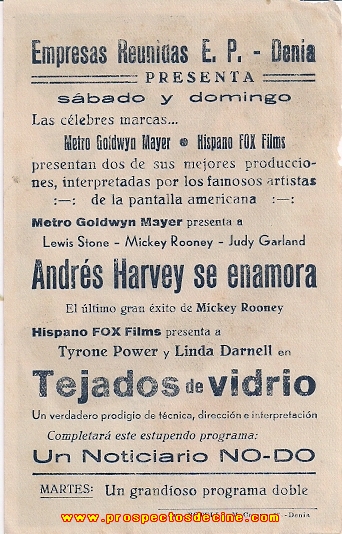 Empresas Reunidas E. P. - Denia
PRESENTA
sábado y domingo
Las célebres marcas...
Metro Goldwyn Mayer • Hispano FOX Films
presentan dos de sus mejores produccio-
nes, interpretadas por los famosos artistas
:—: de la pantalla americana :—:
Metro Goldwyn Mayer presenta a
Lewis Stone - Mickey Rooney - Judy Garland
Andrés Harvey se enamora
El último gran éxito de Mickey Rooney
Hispano FOX Films presenta a
Tyrone Power y Linda Darnell en
Tejados de vidrio
Un verdadero prodigio de técnica, dirección e interpretación
Completará este estupendo programa:
Un Noticiario NO-DO
MARTES: Un grandioso programa doble
-Denia
www.prospectosdecine.com